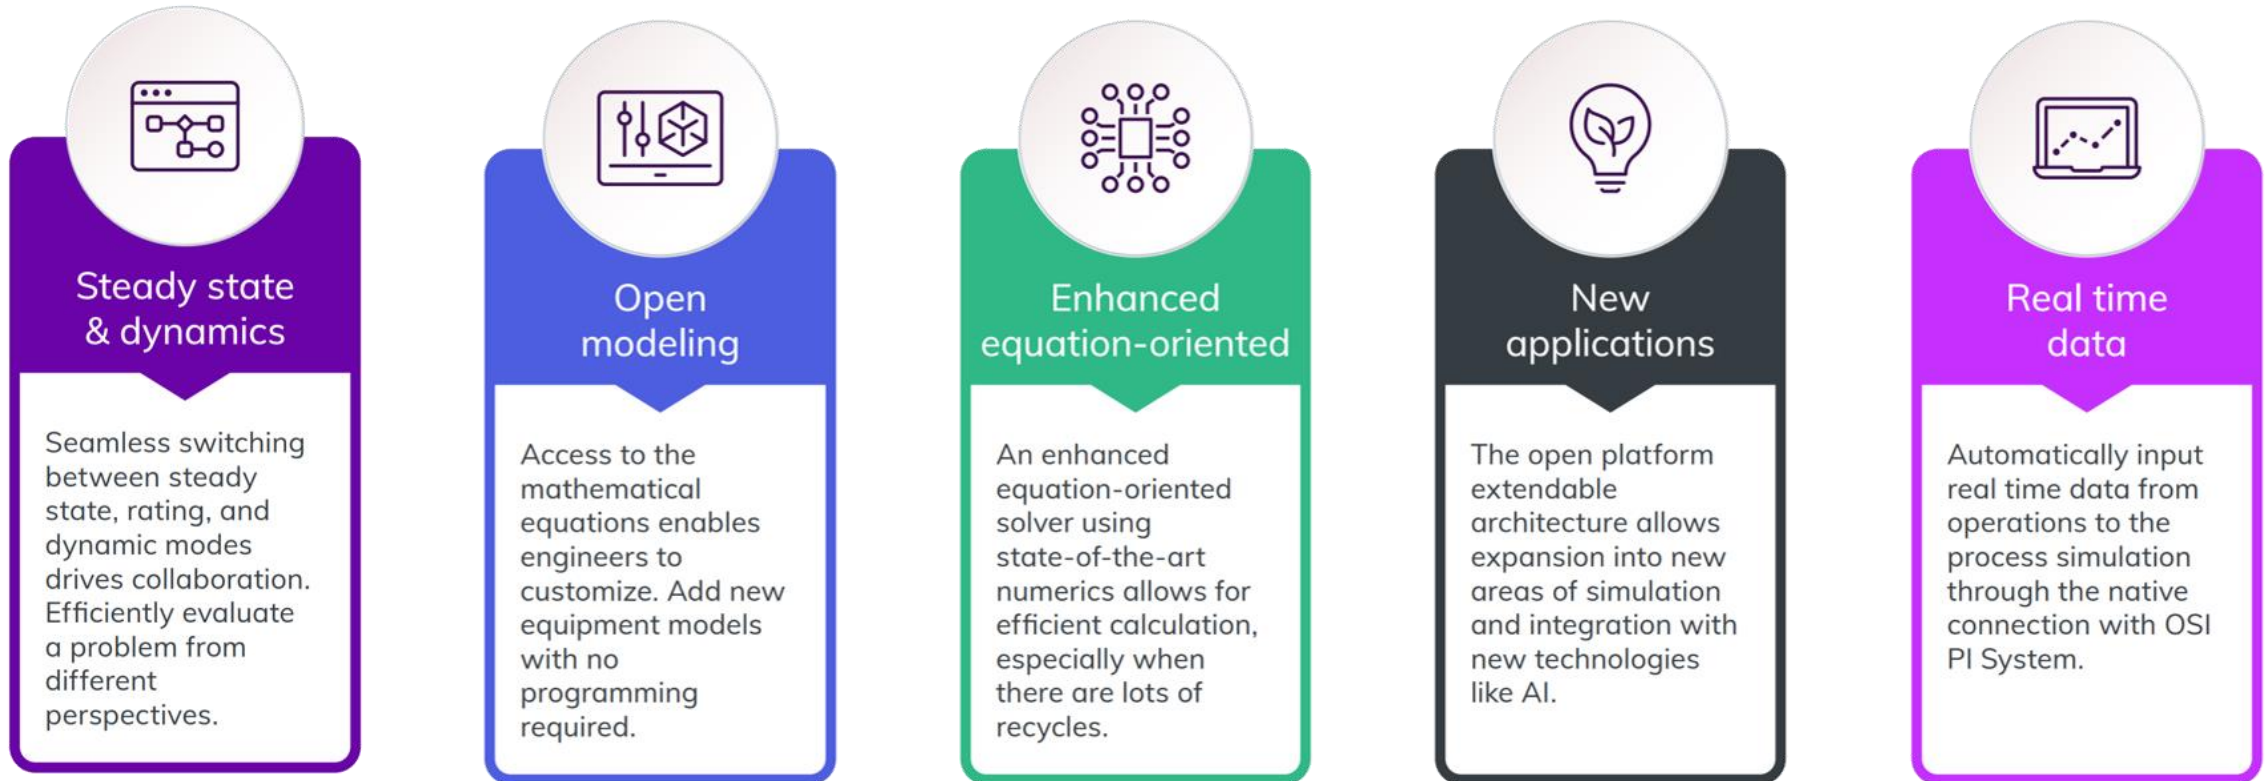 Steady state
& dynamics
Seamless switching
between steady
state, rating, and
dynamic modes
drives collaboration.
Efficiently evaluate
a problem from
different
perspectives.
Open
modeling
Access to the
mathematical
equations enables
engineers to
customize. Add new
equipment models
with no
programming
required.
Enhanced
equation-oriented
An enhanced
equation-oriented
solver using
state-of-the-art
numerics allows for
efficient calculation,
especially when
there are lots of
recycles.
New
applications
The open platform
extendable
architecture allows
expansion into new
areas of simulation
and integration with
new technologies
like AI.
Real time
data
Automatically input
real time data from
operations to the
process simulation
through the native
connection with OSI
PI System.